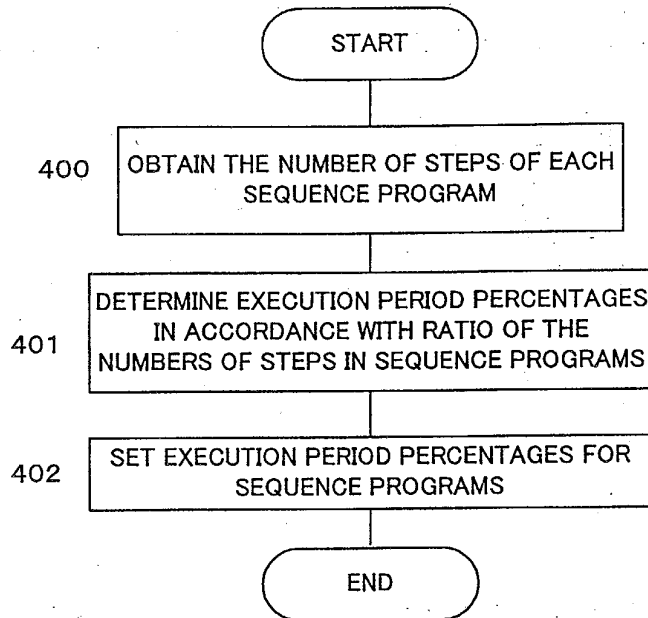 START
400
OBTAIN THE NUMBER OF STEPS OF EACH
SEQUENCE PROGRAM
401
DETERMINE EXECUTION PERIOD PERCENTAGES
IN ACCORDANCE WITH RATIO OF THE
NUMBERS OF STEPS IN SEQUENCE PROGRAMS
402
SET EXECUTION PERIOD PERCENTAGES FOR
SEQUENCE PROGRAMS
END